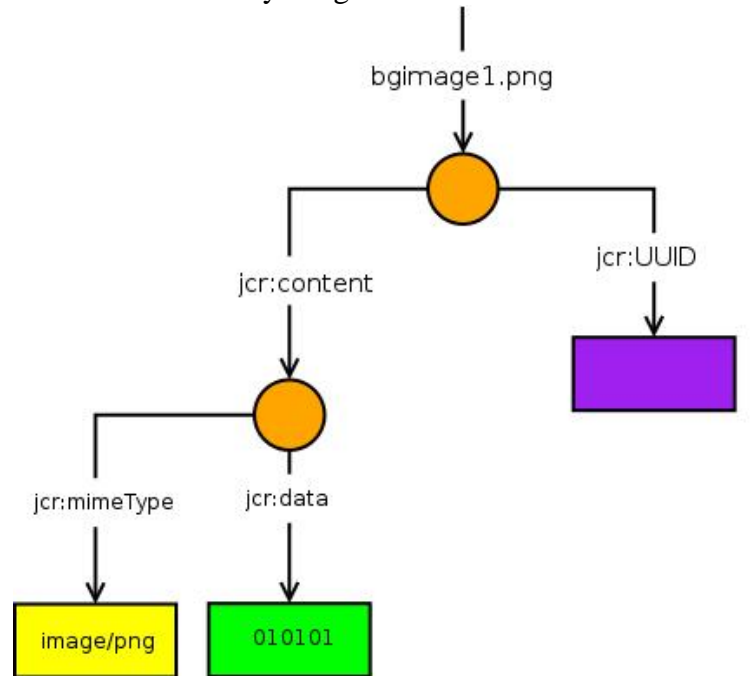 bgimage1.png
jcr:content
jcr:UUID
jcr:mimeType
jcr:data
image/png
010101